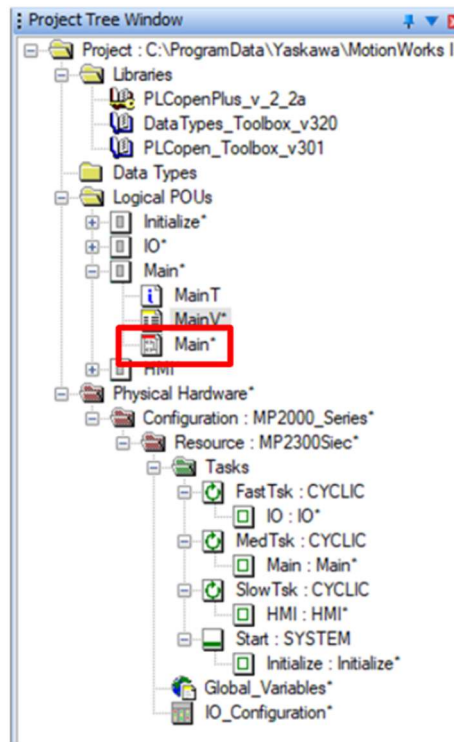 Project Tree Window
Project : C:\ProgramData\Yaskawa\MotionWorks I
Libraries
PLCopenPlus_v_2_2a
DataTypes_Toolbox_v320
PLCopen_Toolbox_v301
Data Types
Logical POUs
Initialize*
IO*
Main*
MainT
MainV*
Main*
HMI
Physical Hardware*
Configuration : MP2000_Series*
Resource : MP2300Siec*
Tasks
FastTsk : CYCLIC
IO : IO*
MedTsk : CYCLIC
Main : Main*
SlowTsk : CYCLIC
HMI : HMI*
Start : SYSTEM
Initialize : Initialize*
Global_Variables*
IO_Configuration*